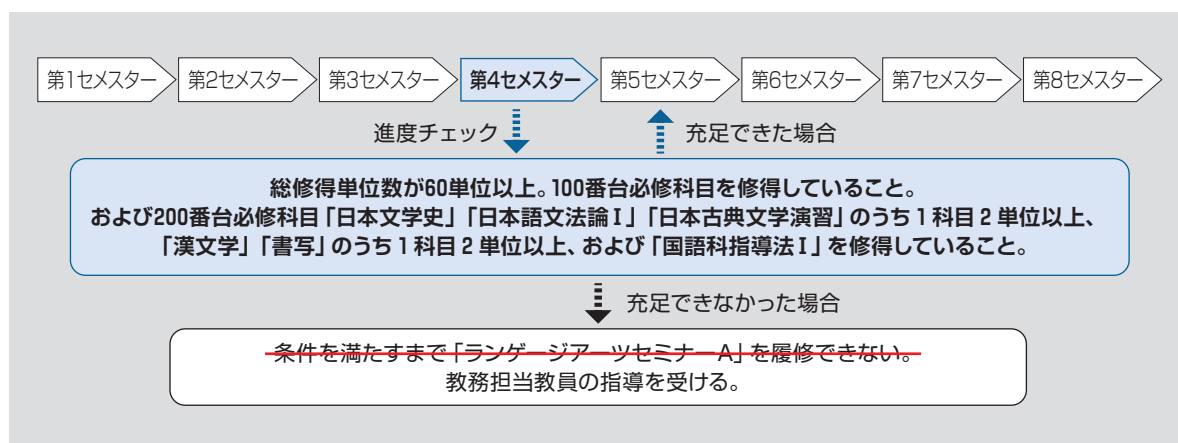 第1セメスター 第2セメスター 第3セメスター 第4セメスター 第5セメスター 第6セメスター 第7セメスター 第8セメスター
進度チェック 充足できた場合
総修得単位数が60単位以上。100番台必修科目を修得していること。
および200番台必修科目「日本文学史」「日本語文法論Ⅰ」「日本古典文学演習」のうち1科目2単位以上、
「漢文学」「書写」のうち1科目2単位以上、および「国語科指導法Ⅰ」を修得していること。
充足できなかった場合
条件を満たすまで「ランゲージアーツセミナーA」を履修できない。
教務担当教員の指導を受ける。